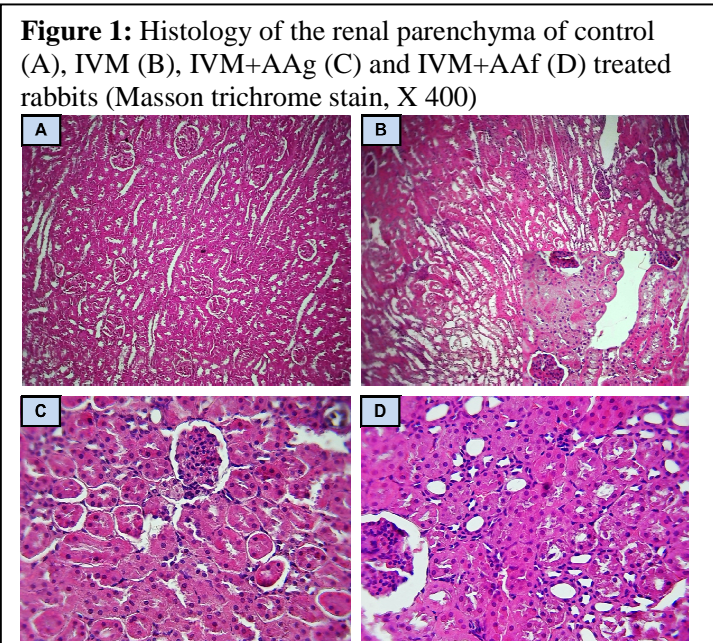 Figure 1: Histology of the renal parenchyma of control
(A), IVM (B), IVM+AAg (C) and IVM+AAf (D) treated
rabbits (Masson trichrome stain, X 400)
A
B
C
D